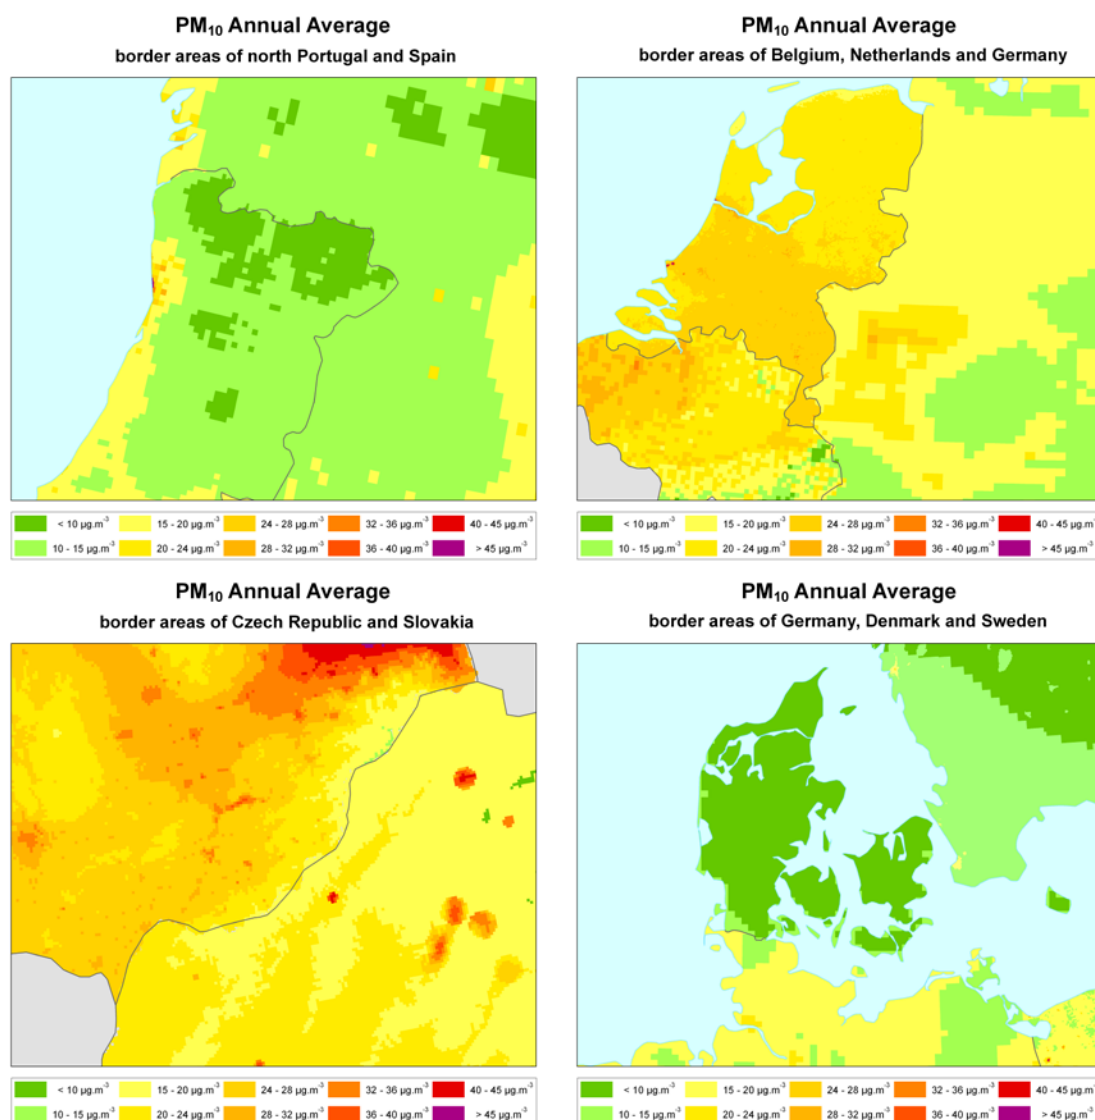 PM₁₀ Annual Average
border areas of north Portugal and Spain
< 10 µg.m⁻³ 15 - 20 µg.m⁻³ 24 - 28 µg.m⁻³ 32 - 36 µg.m⁻³ 40 - 45 µg.m⁻³
10 - 15 µg.m⁻³ 20 - 24 µg.m⁻³ 28 - 32 µg.m⁻³ 36 - 40 µg.m⁻³ > 45 µg.m⁻³
PM₁₀ Annual Average
border areas of Belgium, Netherlands and Germany
< 10 µg.m⁻³ 15 - 20 µg.m⁻³ 24 - 28 µg.m⁻³ 32 - 36 µg.m⁻³ 40 - 45 µg.m⁻³
10 - 15 µg.m⁻³ 20 - 24 µg.m⁻³ 28 - 32 µg.m⁻³ 36 - 40 µg.m⁻³ > 45 µg.m⁻³
PM₁₀ Annual Average
border areas of Czech Republic and Slovakia
< 10 µg.m⁻³ 15 - 20 µg.m⁻³ 24 - 28 µg.m⁻³ 32 - 36 µg.m⁻³ 40 - 45 µg.m⁻³
10 - 15 µg.m⁻³ 20 - 24 µg.m⁻³ 28 - 32 µg.m⁻³ 36 - 40 µg.m⁻³ > 45 µg.m⁻³
PM₁₀ Annual Average
border areas of Germany, Denmark and Sweden
< 10 µg.m⁻³ 15 - 20 µg.m⁻³ 24 - 28 µg.m⁻³ 32 - 36 µg.m⁻³ 40 - 45 µg.m⁻³
10 - 15 µg.m⁻³ 20 - 24 µg.m⁻³ 28 - 32 µg.m⁻³ 36 - 40 µg.m⁻³ > 45 µg.m⁻³